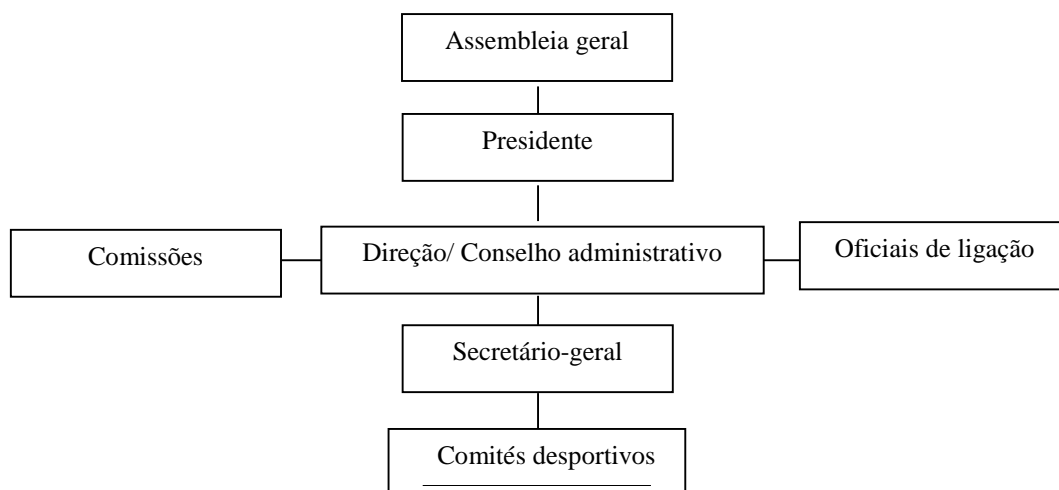 Assembleia geral
Presidente
Comissões
Direção/ Conselho administrativo
Oficiais de ligação
Secretário-geral
Comités desportivos